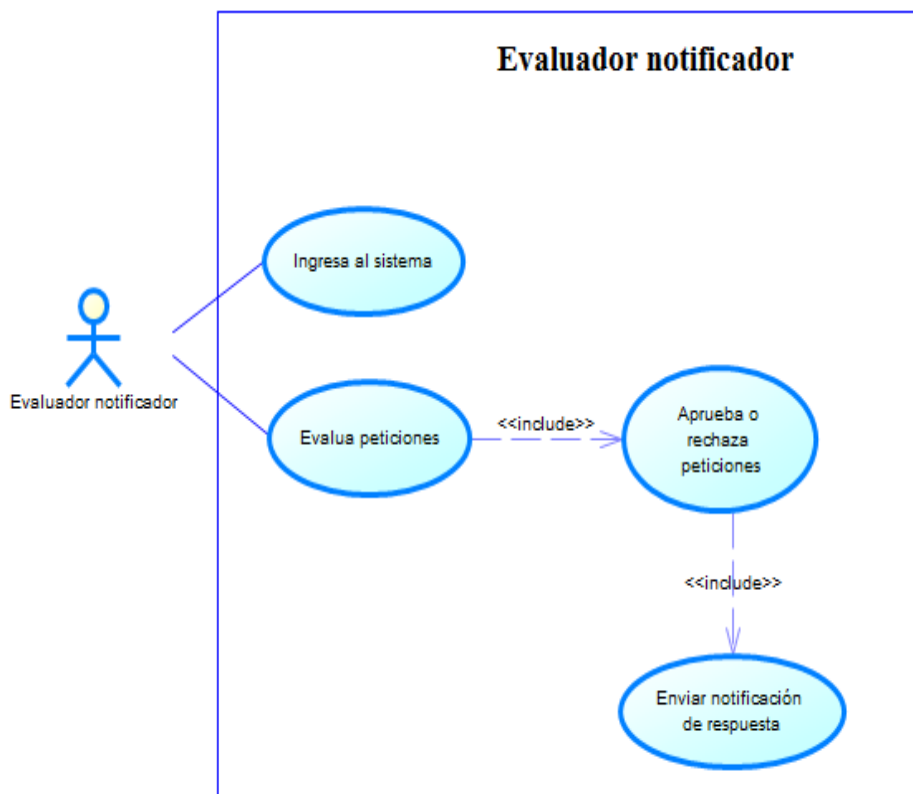 Evaluador notificador
Ingresa al sistema
Evaluador notificador
Evalua peticiones
<<include>>
Aprueba o
rechaza
peticiones
<<include>>
Enviar notificación
de respuesta